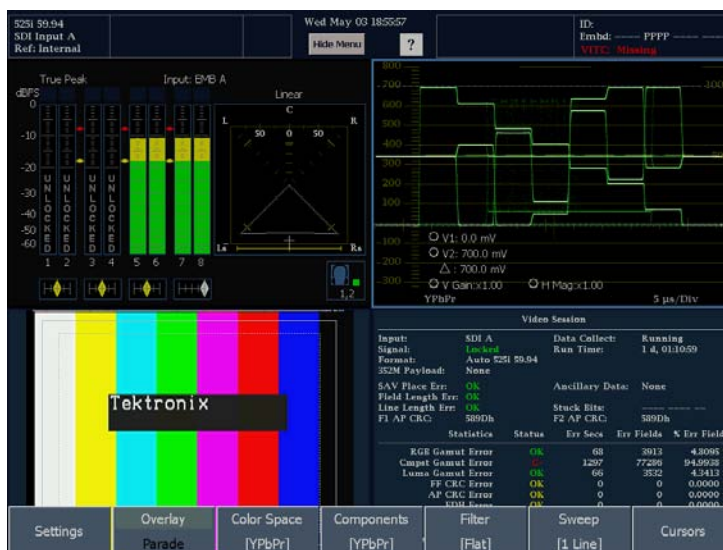 525i 59.94
SDI Input A
Ref: Internal
Wed May 03 18:55:57
Hide Menu
?
ID:
Embd: ---- PPPP ---- ----
VITC: Missing
True Peak
Input: EMB A
dBFS
0
-10
-20
-30
-40
-50
-60
UNLOCKED
UNLOCKED
UNLOCKED
UNLOCKED
1 2 3 4 5 6 7 8
Linear
C
L
R
50 0 50
Ls
Rs
1,2
800
700
600
500
400
300
200
100
-100
-300
V1: 0.0 mV
V2: 700.0 mV
Δ : 700.0 mV
V Gain:x1.00
H Mag:x1.00
YPbPr
5 µs/Div
Tektronix
Video Session
Input: SDI A
Data Collect: Running
Signal: Locked
Run Time: 1 d, 01:10:59
Format: Auto 525i 59.94
352M Payload: None
SAV Place Err: OK
Ancillary Data: None
Field Length Err: OK
Line Length Err: OK
Stuck Bits: ---- ---- --
F1 AP CRC: 589Dh
F2 AP CRC: 589Dh
Statistics Status Err Secs Err Fields % Err Field
RGB Gamut Error OK 68 3913 4.8095
Cmpst Gamut Error 1297 77286 94.9938
Luma Gamut Error OK 66 3532 4.3413
FF CRC Error OK 0 0 0.0000
AP CRC Error OK 0 0 0.0000
EDH Error OK 0 0 0.0000
Settings
Overlay
Parade
Color Space
[YPbPr]
Components
[YPbPr]
Filter
[Flat]
Sweep
[1 Line]
Cursors